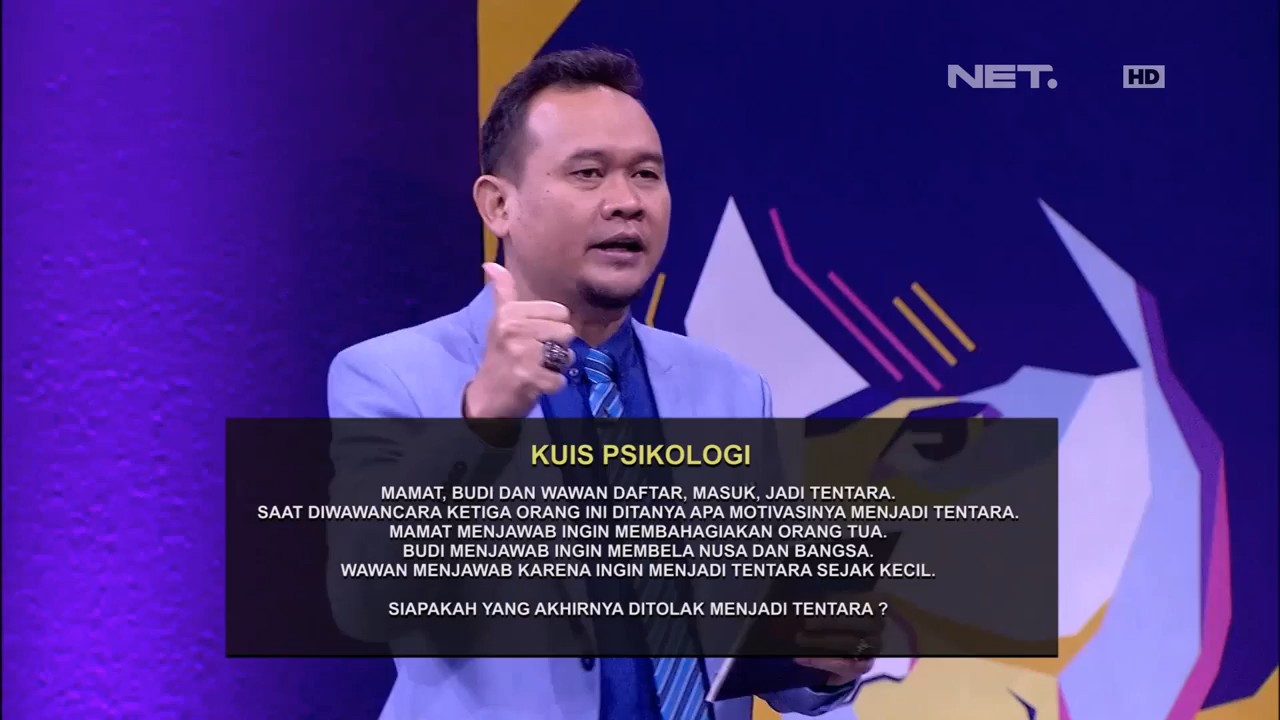 NET.
HD
KUIS PSIKOLOGI
MAMAT, BUDI DAN WAWAN DAFTAR, MASUK, JADI TENTARA.
SAAT DIWAWANCARA KETIGA ORANG INI DITANYA APA MOTIVASINYA MENJADI TENTARA.
MAMAT MENJAWAB INGIN MEMBAHAGIAKAN ORANG TUA.
BUDI MENJAWAB INGIN MEMBELA NUSA DAN BANGSA.
WAWAN MENJAWAB KARENA INGIN MENJADI TENTARA SEJAK KECIL.
SIAPAKAH YANG AKHIRNYA DITOLAK MENJADI TENTARA ?